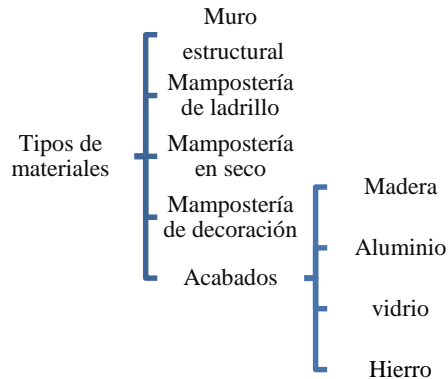 Tipos de
materiales
Muro
estructural
Mampostería
de ladrillo
Mampostería
en seco
Mampostería
de decoración
Acabados
Madera
Aluminio
vidrio
Hierro